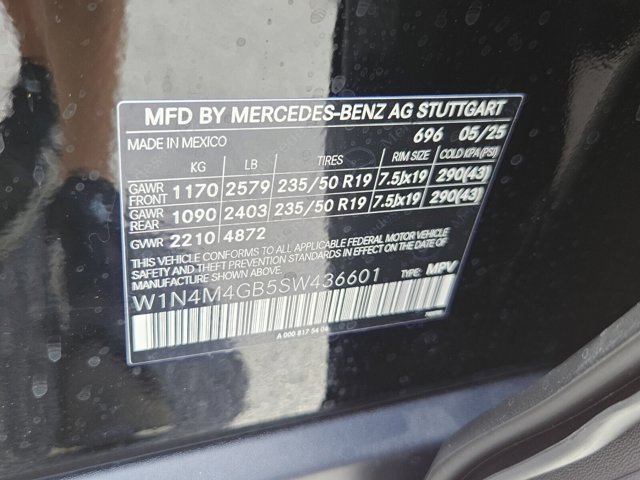 MFD BY MERCEDES-BENZ AG STUTTGART
MADE IN MEXICO 696 05/25
KG LB TIRES RIM SIZE COLD KPA (PSI)
GAWR FRONT 1170 2579 235/50 R19 7.5Jx19 290(43)
GAWR REAR 1090 2403 235/50 R19 7.5Jx19 290(43)
GVWR 2210 4872
THIS VEHICLE CONFORMS TO ALL APPLICABLE FEDERAL MOTOR VEHICLE
SAFETY AND THEFT PREVENTION STANDARDS IN EFFECT ON THE DATE OF
MANUFACTURE SHOWN ABOVE.
W1N4M4GB5SW436601 TYPE: MPV
A 000 817 54 04